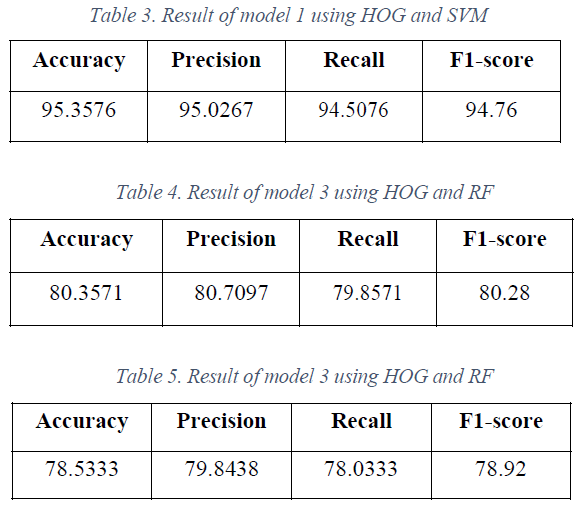 Table 3. Result of model 1 using HOG and SVM
Accuracy Precision Recall F1-score
95.3576 95.0267 94.5076 94.76
Table 4. Result of model 3 using HOG and RF
Accuracy Precision Recall F1-score
80.3571 80.7097 79.8571 80.28
Table 5. Result of model 3 using HOG and RF
Accuracy Precision Recall F1-score
78.5333 79.8438 78.0333 78.92